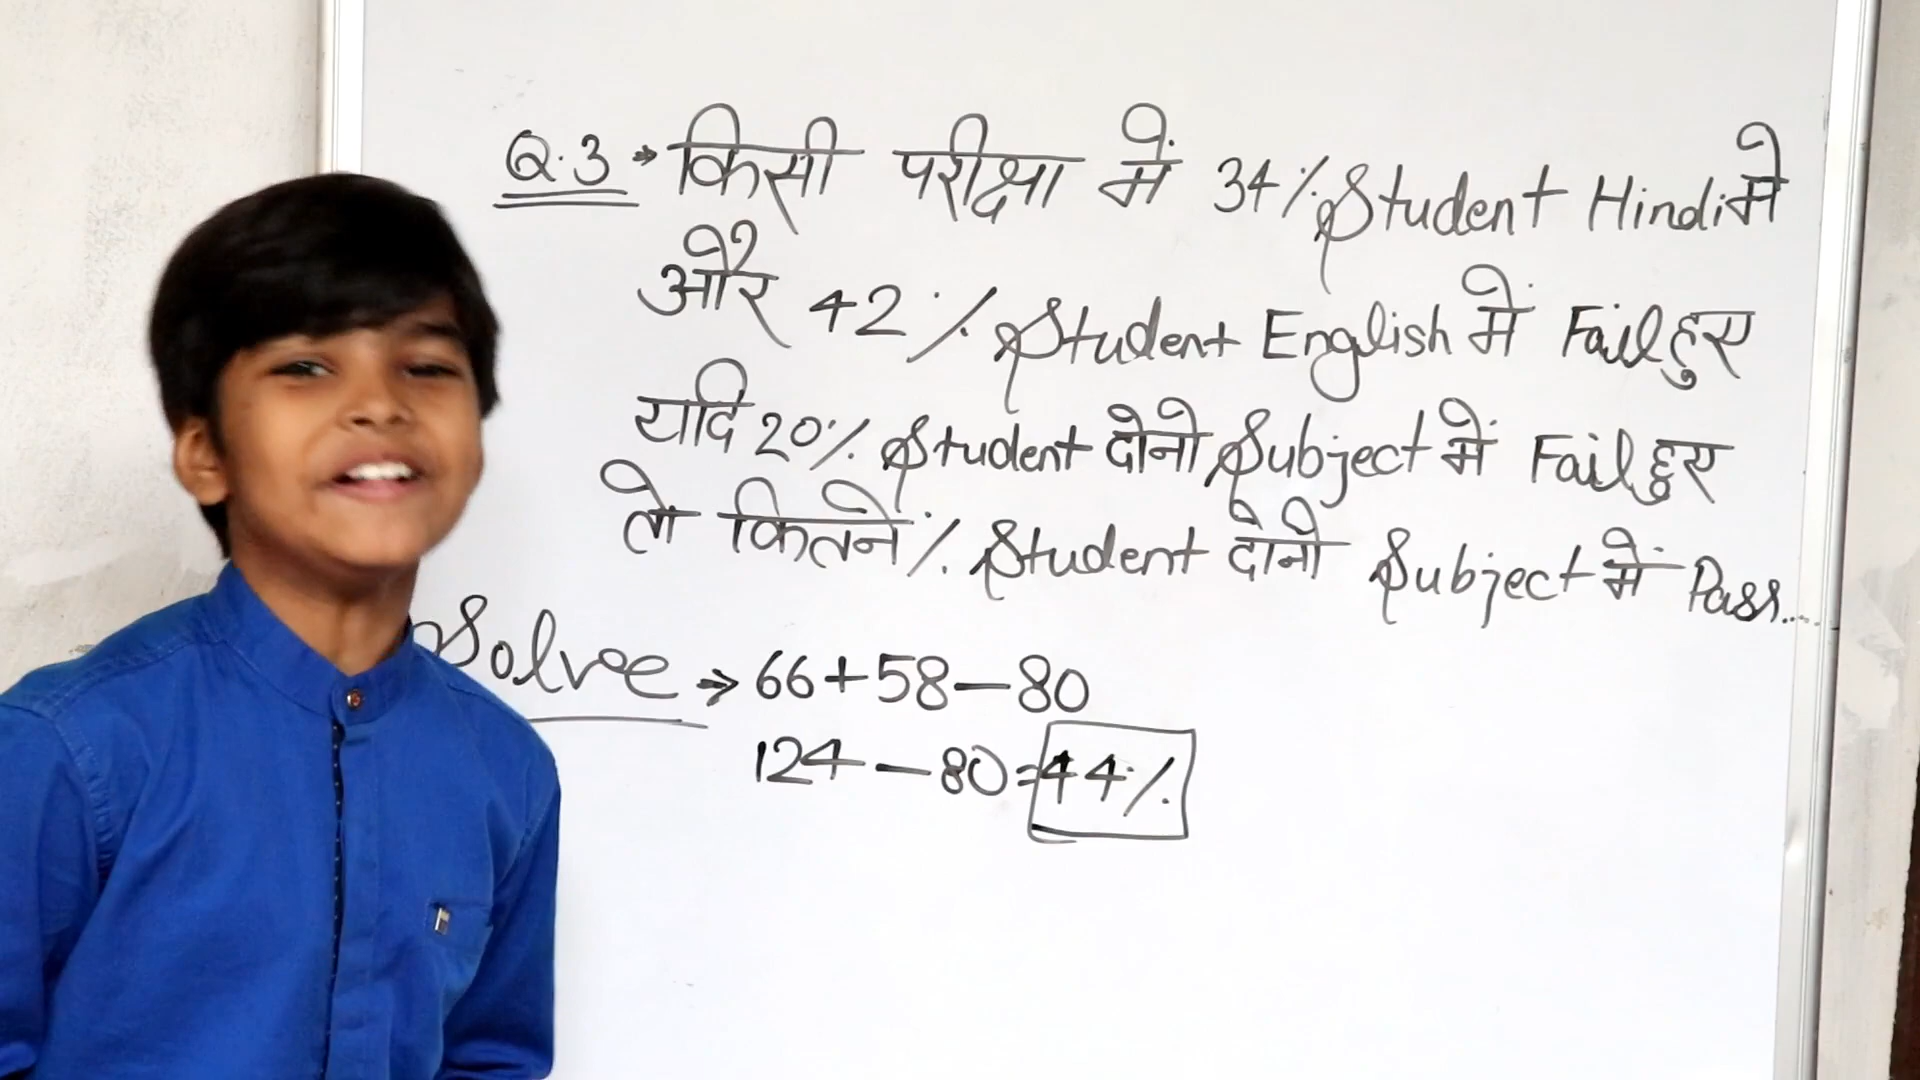 Q.3 → किसी परीक्षा में 34% Student Hindi मे
और 42% Student English में Fail हुए
यदि 20% Student दोनो Subject में Fail हुए
तो कितने % Student दोनो Subject में Pass.....
Solve → 66+58-80
124-80=44%